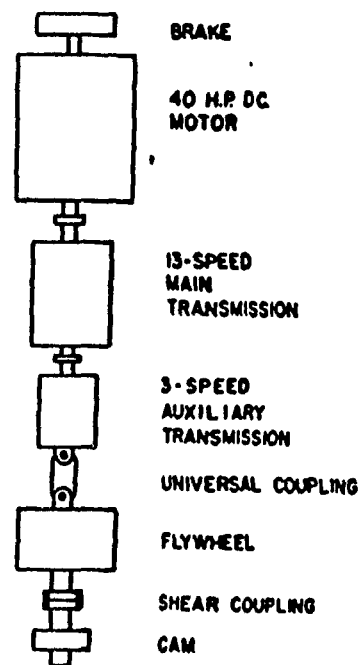 BRAKE
40 H.P. DC
MOTOR
13-SPEED
MAIN
TRANSMISSION
3-SPEED
AUXILIARY
TRANSMISSION
UNIVERSAL COUPLING
FLYWHEEL
SHEAR COUPLING
CAM